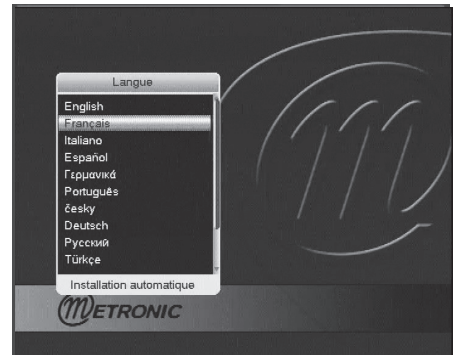 Langue
English
Français
Italiano
Español
Γερμανικά
Português
česky
Deutsch
Русский
Türkçe
Installation automatique
METRONIC